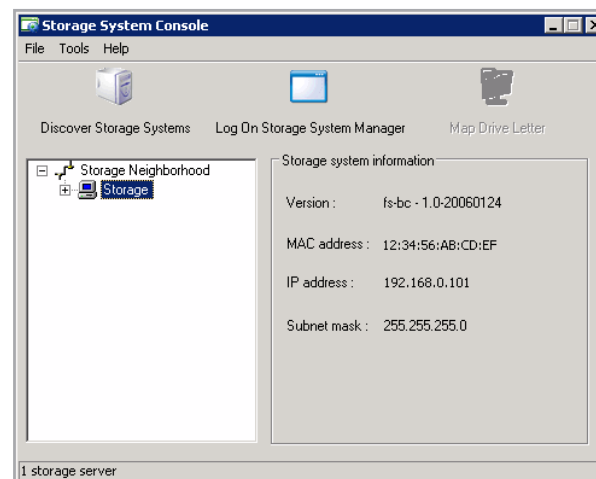 Storage System Console
File Tools Help
Discover Storage Systems Log On Storage System Manager Map Drive Letter
Storage Neighborhood
Storage
Storage system information
Version : fs-bc - 1.0-20060124
MAC address : 12:34:56:AB:CD:EF
IP address : 192.168.0.101
Subnet mask : 255.255.255.0
1 storage server